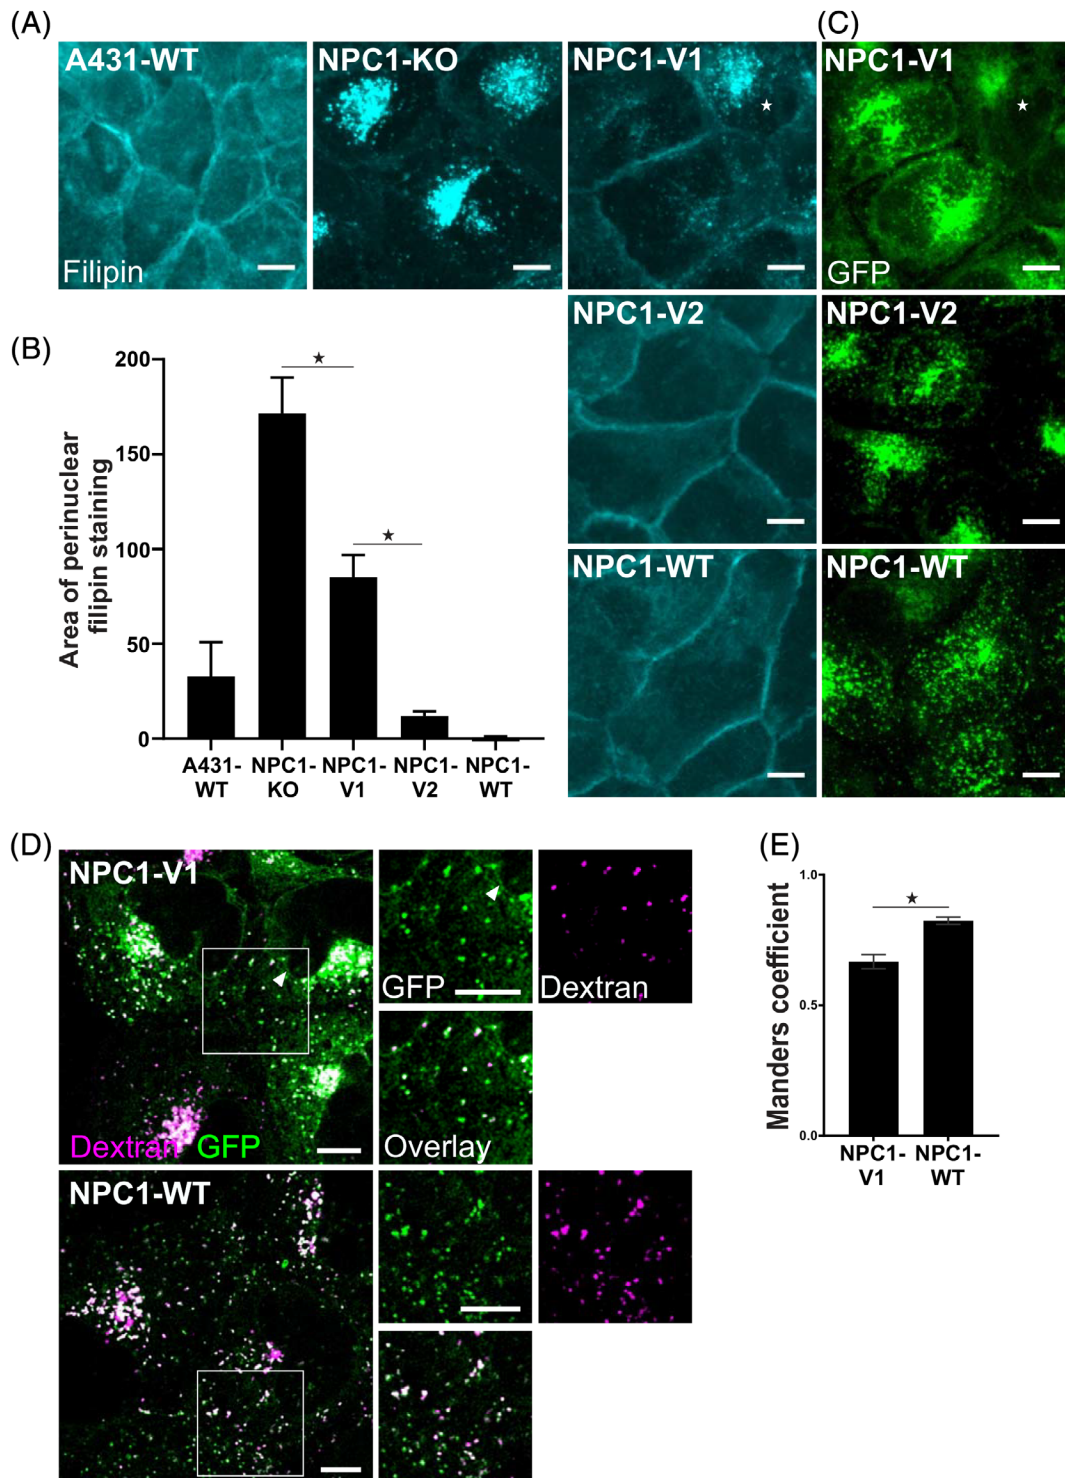 (A)
A431-WT
Filipin
NPC1-KO
NPC1-V1
(C)
NPC1-V1
GFP
NPC1-V2
NPC1-V2
NPC1-WT
NPC1-WT
(B)
Area of perinuclear
filipin staining
200
150
100
50
0
★
★
A431-
WT
NPC1-
KO
NPC1-
V1
NPC1-
V2
NPC1-
WT
(D)
NPC1-V1
Dextran GFP
GFP
Dextran
Overlay
NPC1-WT
(E)
Manders coefficient
1.0
0.5
0.0
★
NPC1-
V1
NPC1-
WT